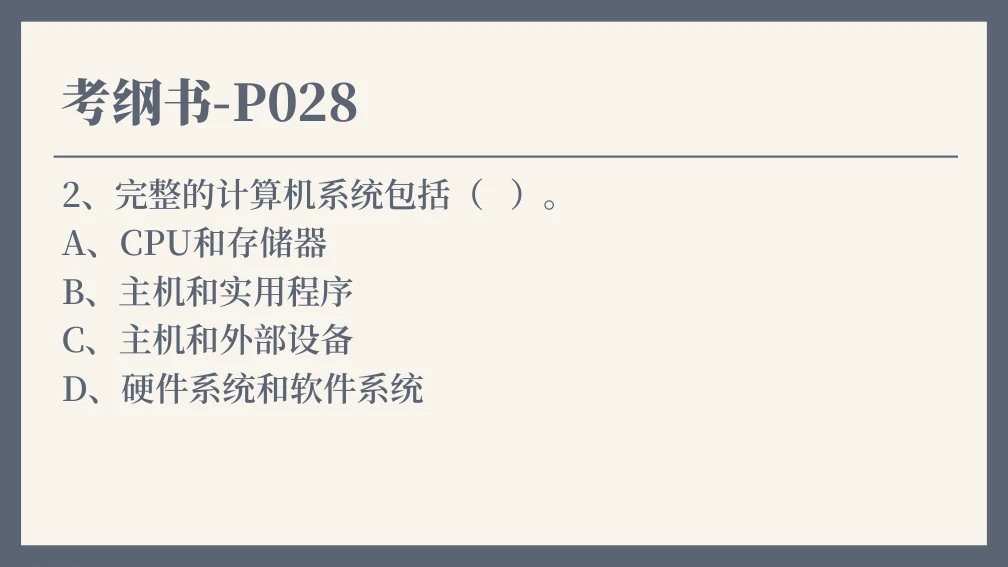 考纲书-P028
2、完整的计算机系统包括（  ）。
A、CPU和存储器
B、主机和实用程序
C、主机和外部设备
D、硬件系统和软件系统